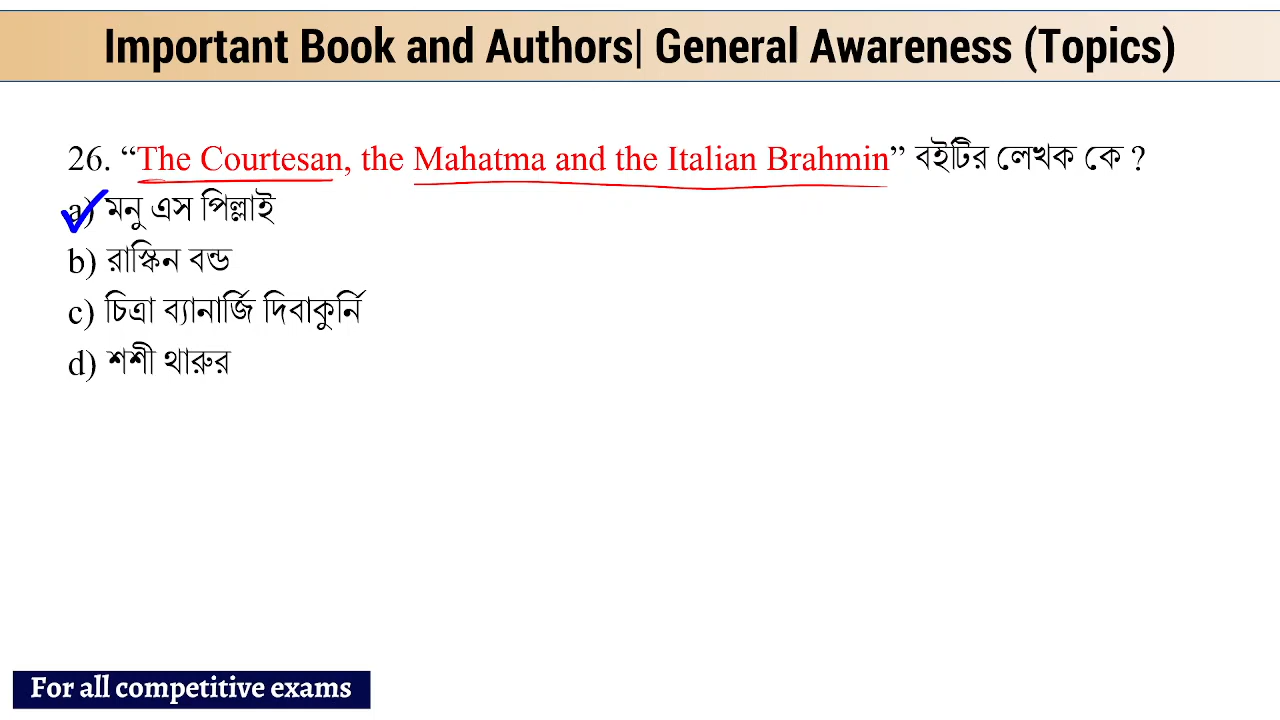 Important Book and Authors| General Awareness (Topics)
26. “The Courtesan, the Mahatma and the Italian Brahmin” বইটির লেখক কে ?
a) মনু এস পিল্লাই
b) রাস্কিন বন্ড
c) চিত্রা ব্যানার্জি দিবাকুর্নি
d) শশী থারুর
For all competitive exams